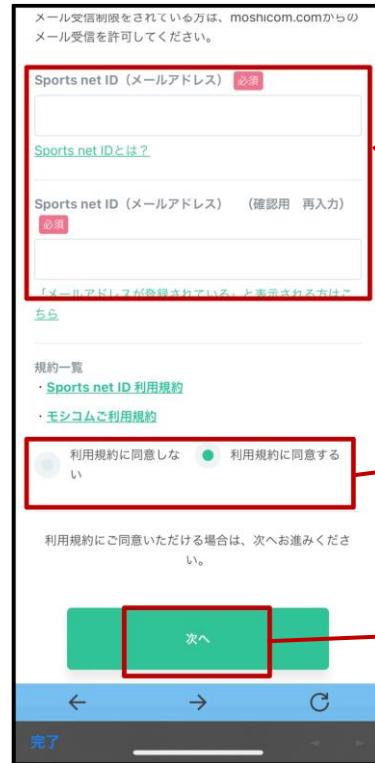 メール受信制限をされている方は、moshicom.comからの
メール受信を許可してください。
Sports net ID（メールアドレス） 必須
Sports net IDとは？
Sports net ID（メールアドレス） （確認用 再入力）
必須
「メールアドレスが登録されている」と表示される方はこ
ちら
規約一覧
・Sports net ID 利用規約
・モシコムご利用規約
利用規約に同意しな
い
利用規約に同意する
利用規約にご同意いただける場合は、次へお進みくださ
い。
次へ
完了